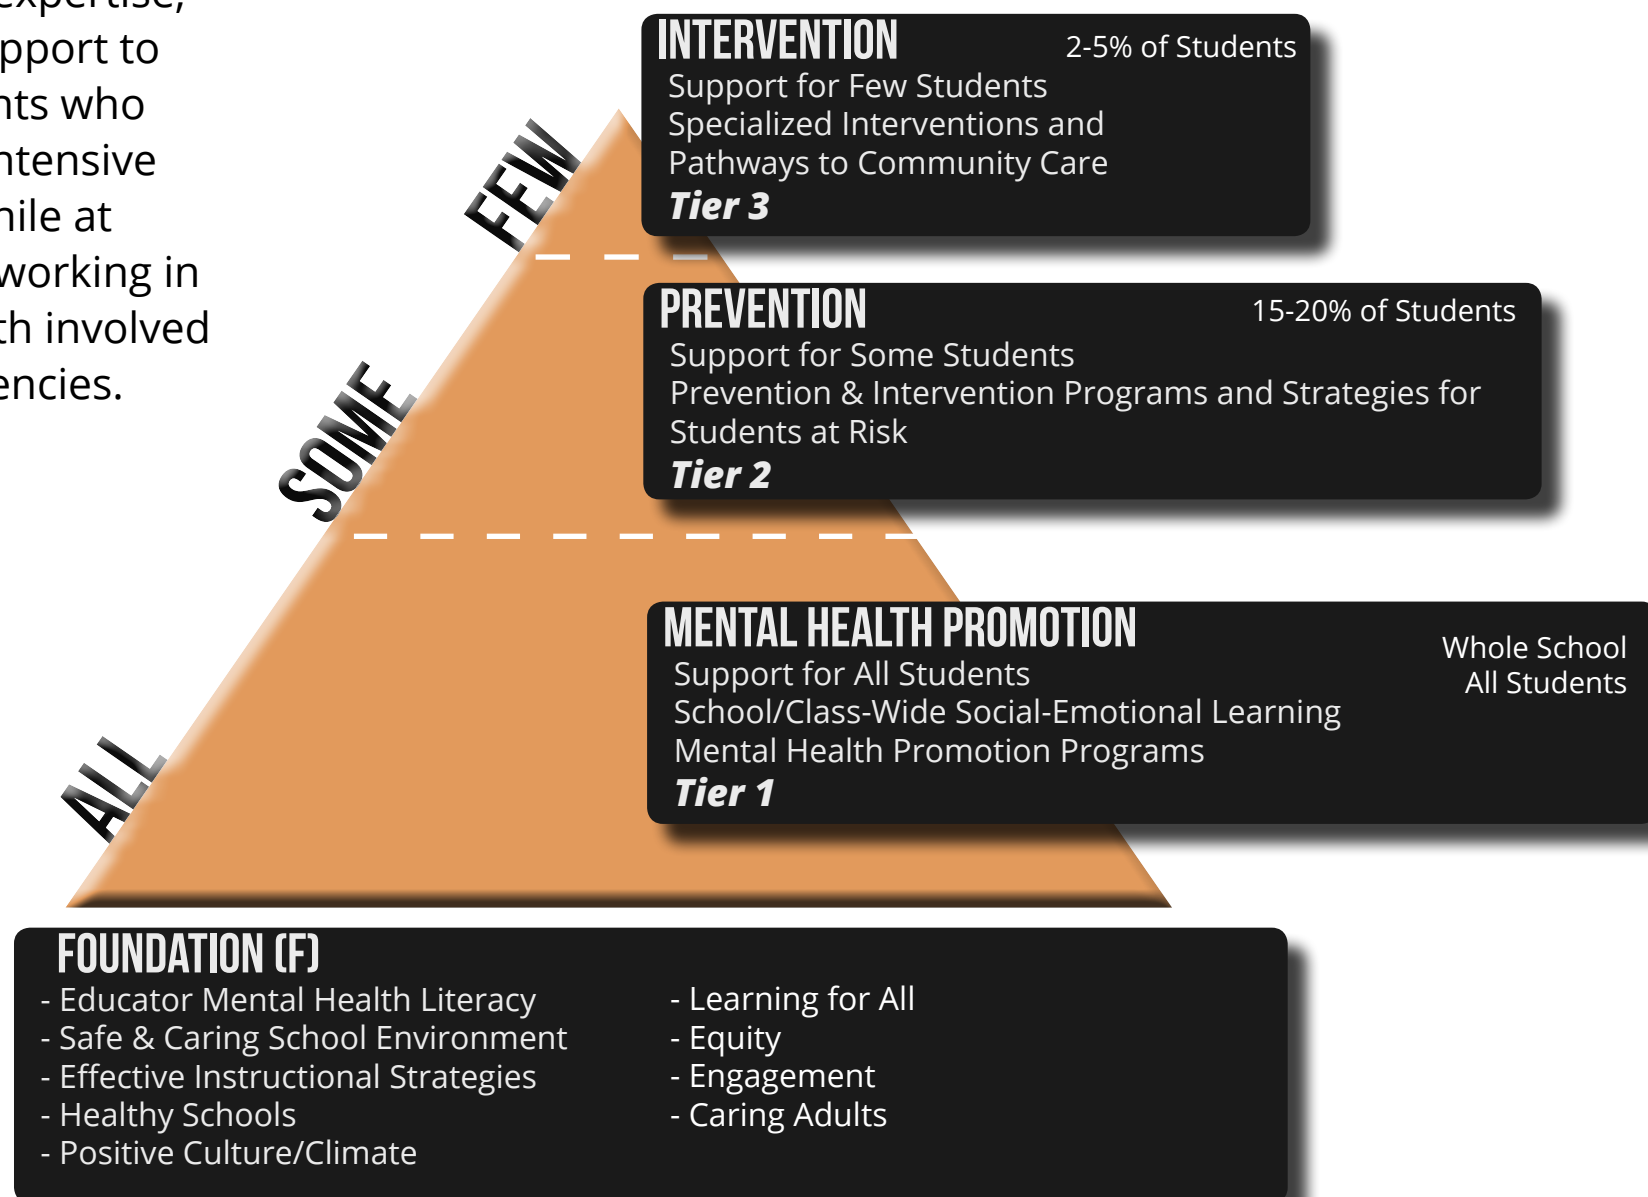 expertise,
pport to
nts who
ntensive
hile at
working in
th involved
encies.
FEW
SOME
ALL
INTERVENTION
2-5% of Students
Support for Few Students
Specialized Interventions and
Pathways to Community Care
Tier 3
PREVENTION
15-20% of Students
Support for Some Students
Prevention & Intervention Programs and Strategies for
Students at Risk
Tier 2
MENTAL HEALTH PROMOTION
Whole School
All Students
Support for All Students
School/Class-Wide Social-Emotional Learning
Mental Health Promotion Programs
Tier 1
FOUNDATION (F)
- Educator Mental Health Literacy
- Safe & Caring School Environment
- Effective Instructional Strategies
- Healthy Schools
- Positive Culture/Climate
- Learning for All
- Equity
- Engagement
- Caring Adults